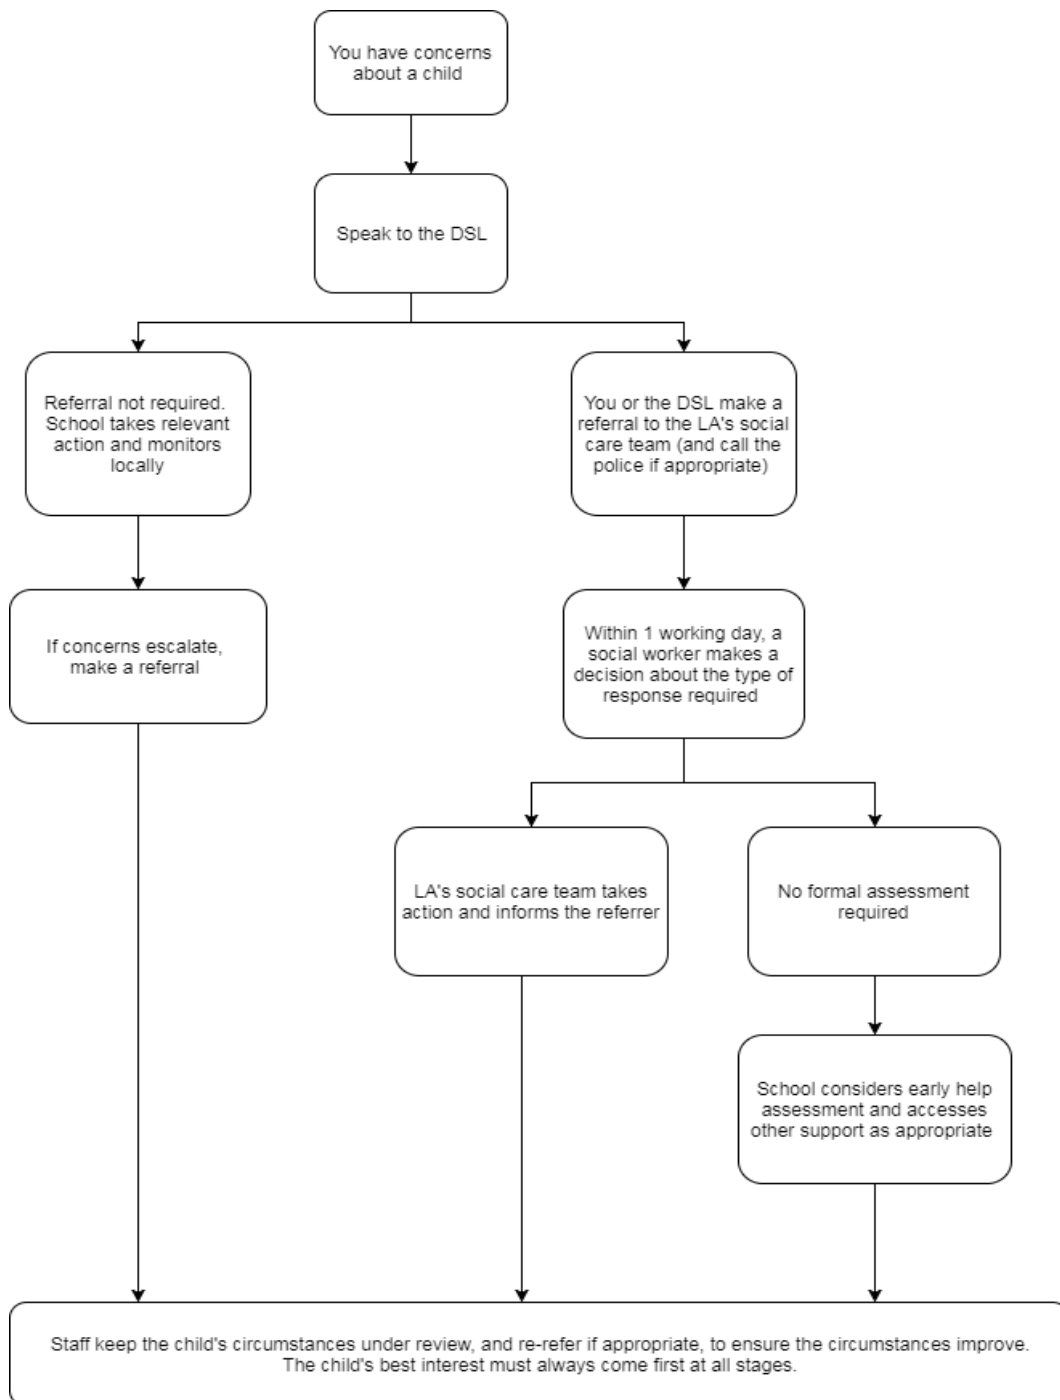 You have concerns
about a child
Speak to the DSL
Referral not required.
School takes relevant
action and monitors
locally
You or the DSL make a
referral to the LA's social
care team (and call the
police if appropriate)
If concerns escalate,
make a referral
Within 1 working day, a
social worker makes a
decision about the type of
response required
LA's social care team takes
action and informs the referrer
No formal assessment
required
School considers early help
assessment and accesses
other support as appropriate
Staff keep the child's circumstances under review, and re-refer if appropriate, to ensure the circumstances improve.
The child's best interest must always come first at all stages.